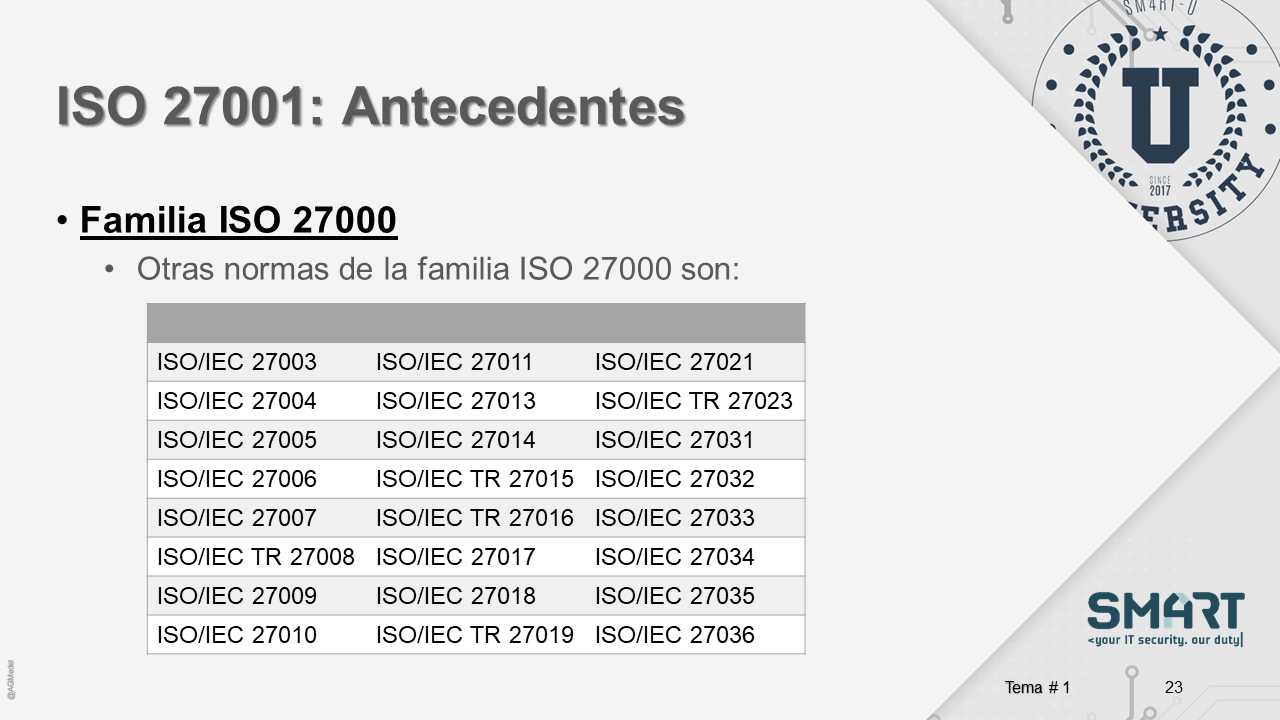 SM4RT-U
ISO 27001: Antecedentes
U
SINCE
2017
• Familia ISO 27000
• Otras normas de la familia ISO 27000 son:
ISO/IEC 27003 ISO/IEC 27011 ISO/IEC 27021
ISO/IEC 27004 ISO/IEC 27013 ISO/IEC TR 27023
ISO/IEC 27005 ISO/IEC 27014 ISO/IEC 27031
ISO/IEC 27006 ISO/IEC TR 27015 ISO/IEC 27032
ISO/IEC 27007 ISO/IEC TR 27016 ISO/IEC 27033
ISO/IEC TR 27008 ISO/IEC 27017 ISO/IEC 27034
ISO/IEC 27009 ISO/IEC 27018 ISO/IEC 27035
ISO/IEC 27010 ISO/IEC TR 27019 ISO/IEC 27036
SM4RT
<your IT security. our duty|
@AGMedel
Tema # 1
23